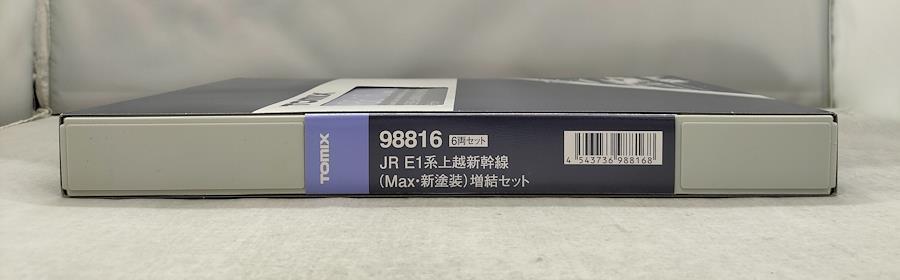 TOMIX
TOMIX
98816 6両セット
JR E1系上越新幹線
(Max・新塗装)増結セット
4 543736 988168